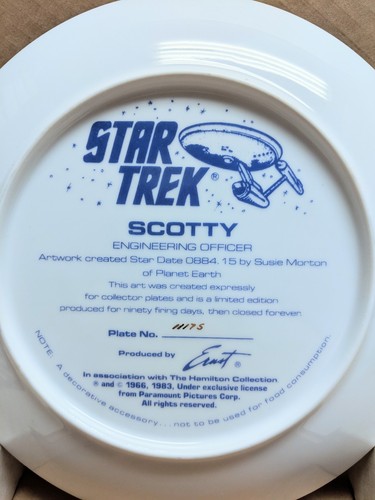 STAR
TREK®
SCOTTY
ENGINEERING OFFICER
Artwork created Star Date 0884.15 by Susie Morton
of Planet Earth
This art was created expressly
for collector plates and is a limited edition
produced for ninety firing days, then closed forever.
Plate No. 1117S
Produced by Ernst®
In association with The Hamilton Collection
® and © 1966, 1983, Under exclusive license
from Paramount Pictures Corp.
All rights reserved.
NOTE: A decorative accessory...not to be used for food consumption.